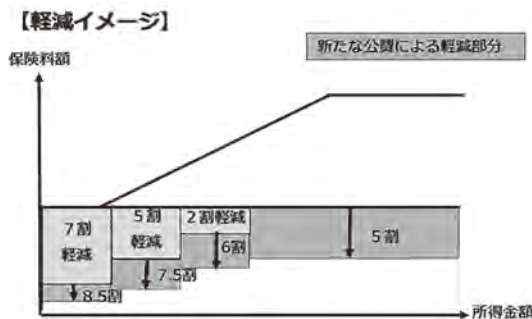 【軽減イメージ】
新たな公費による軽減部分
保険料額
7割
軽減
5割
軽減
2割軽減
6割
5割
7.5割
8.5割
所得金額